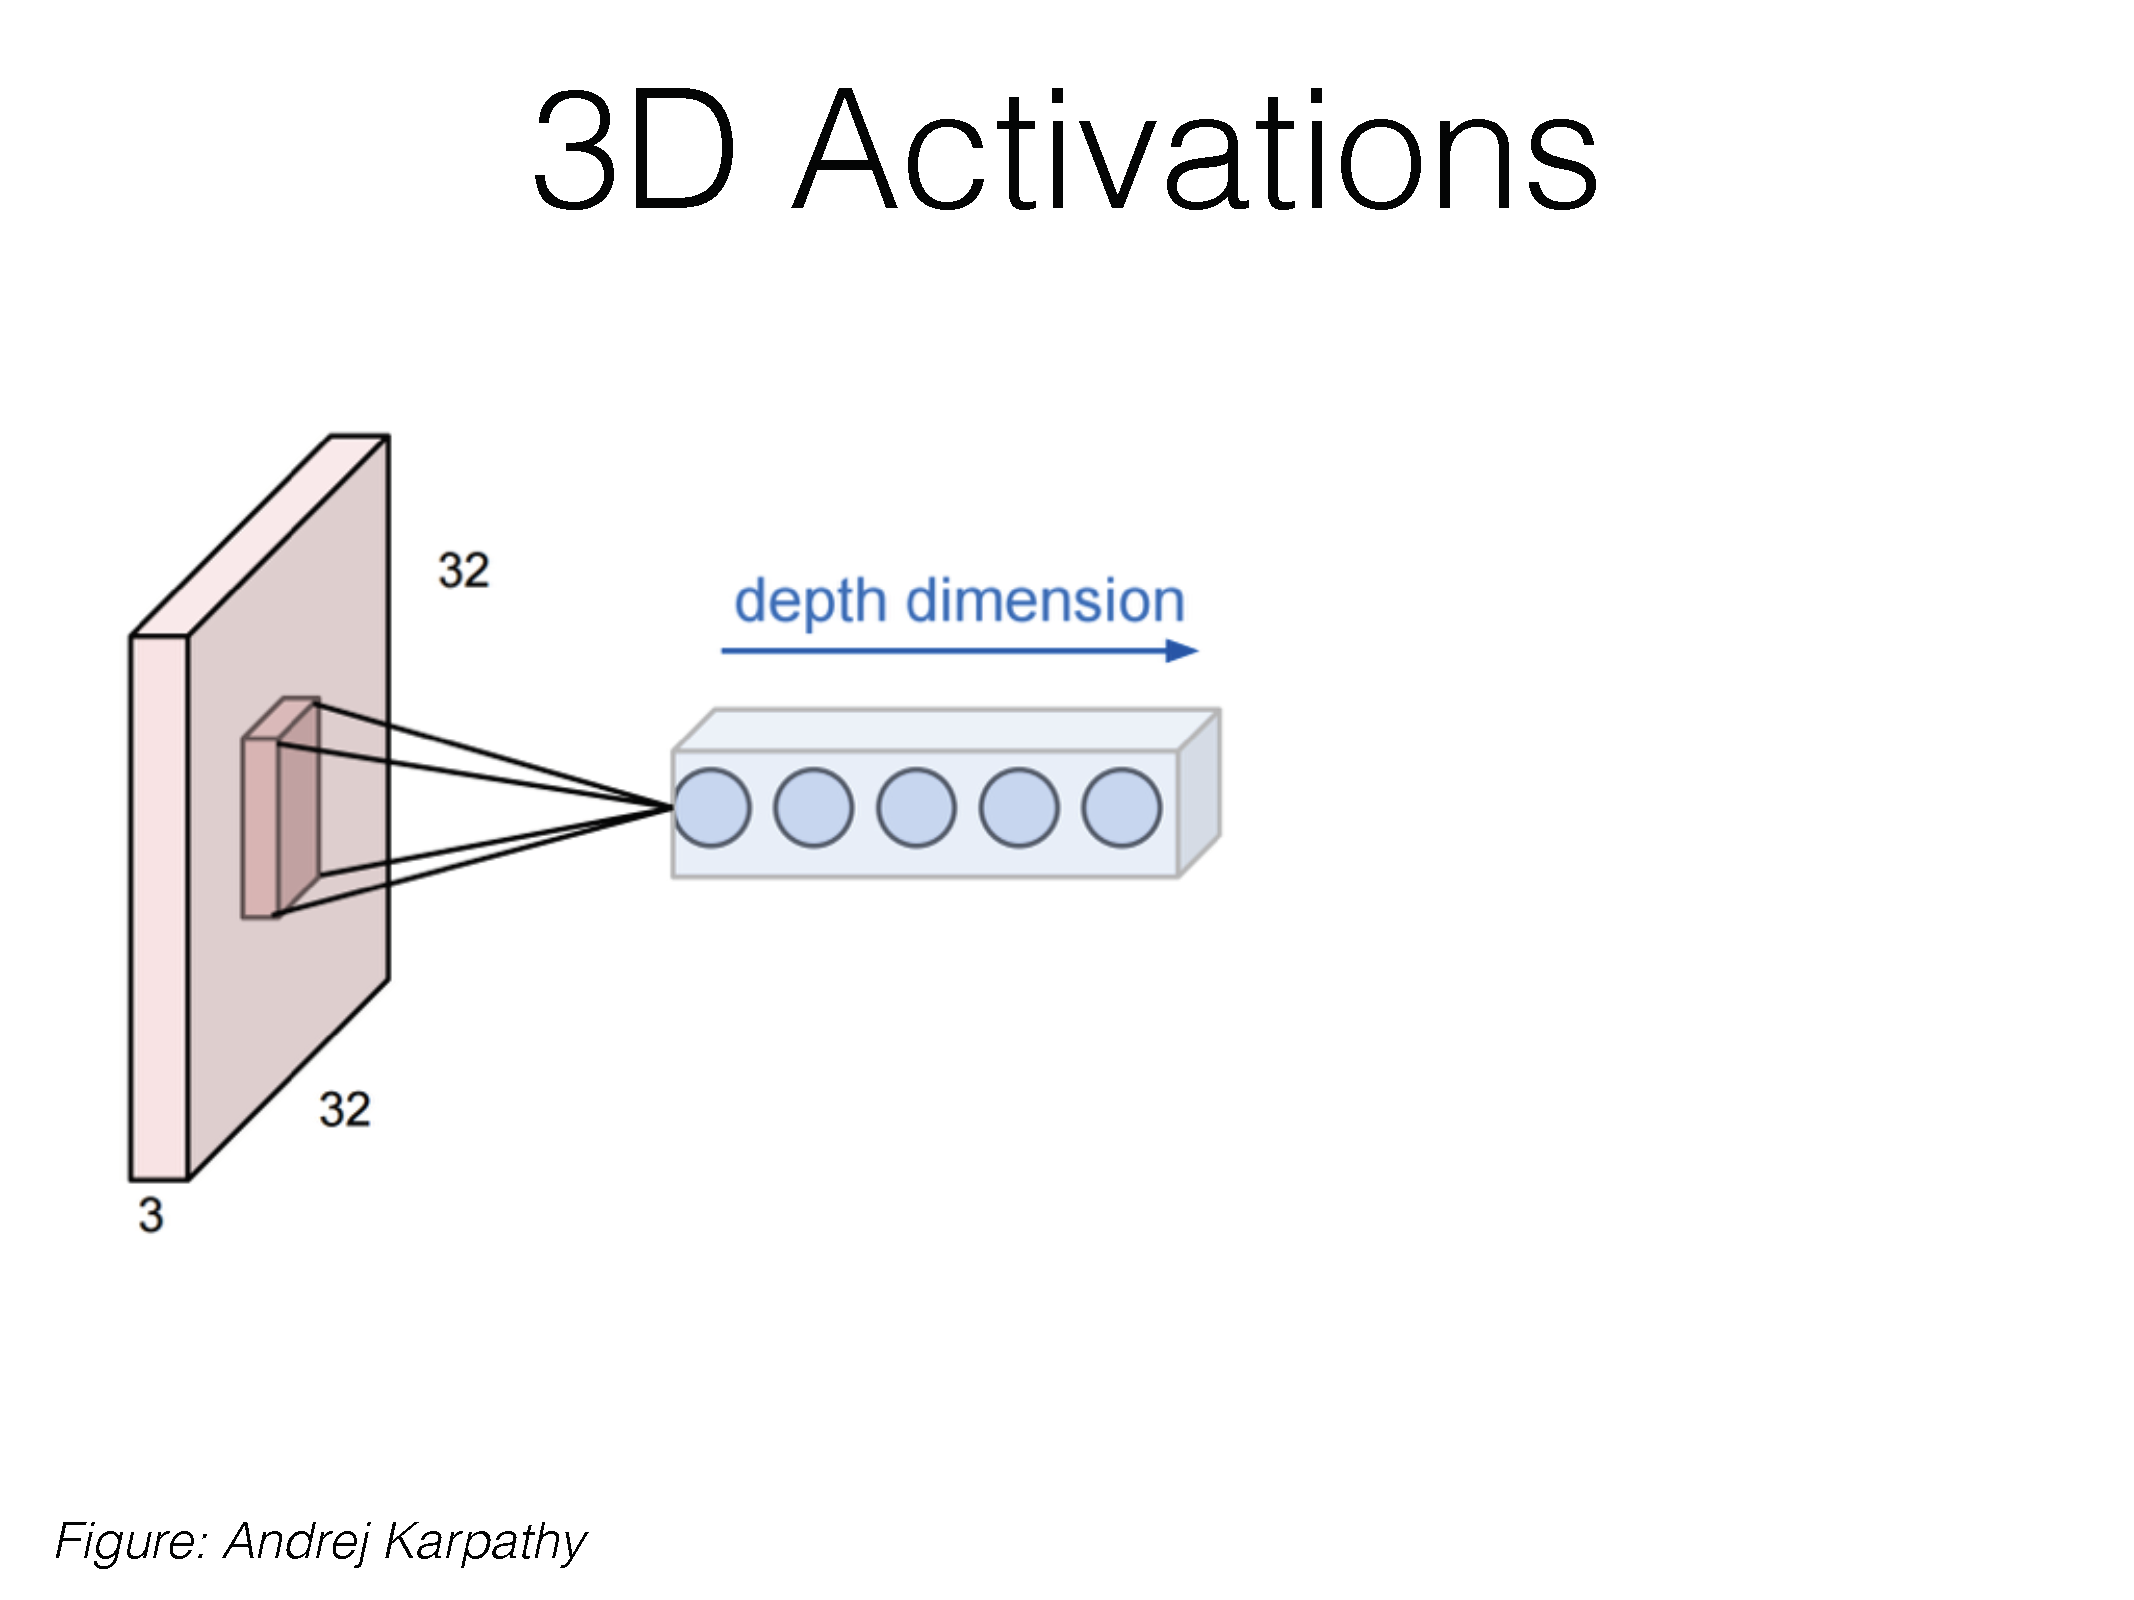 3D Activations
32
depth dimension
32
3
Figure: Andrej Karpathy